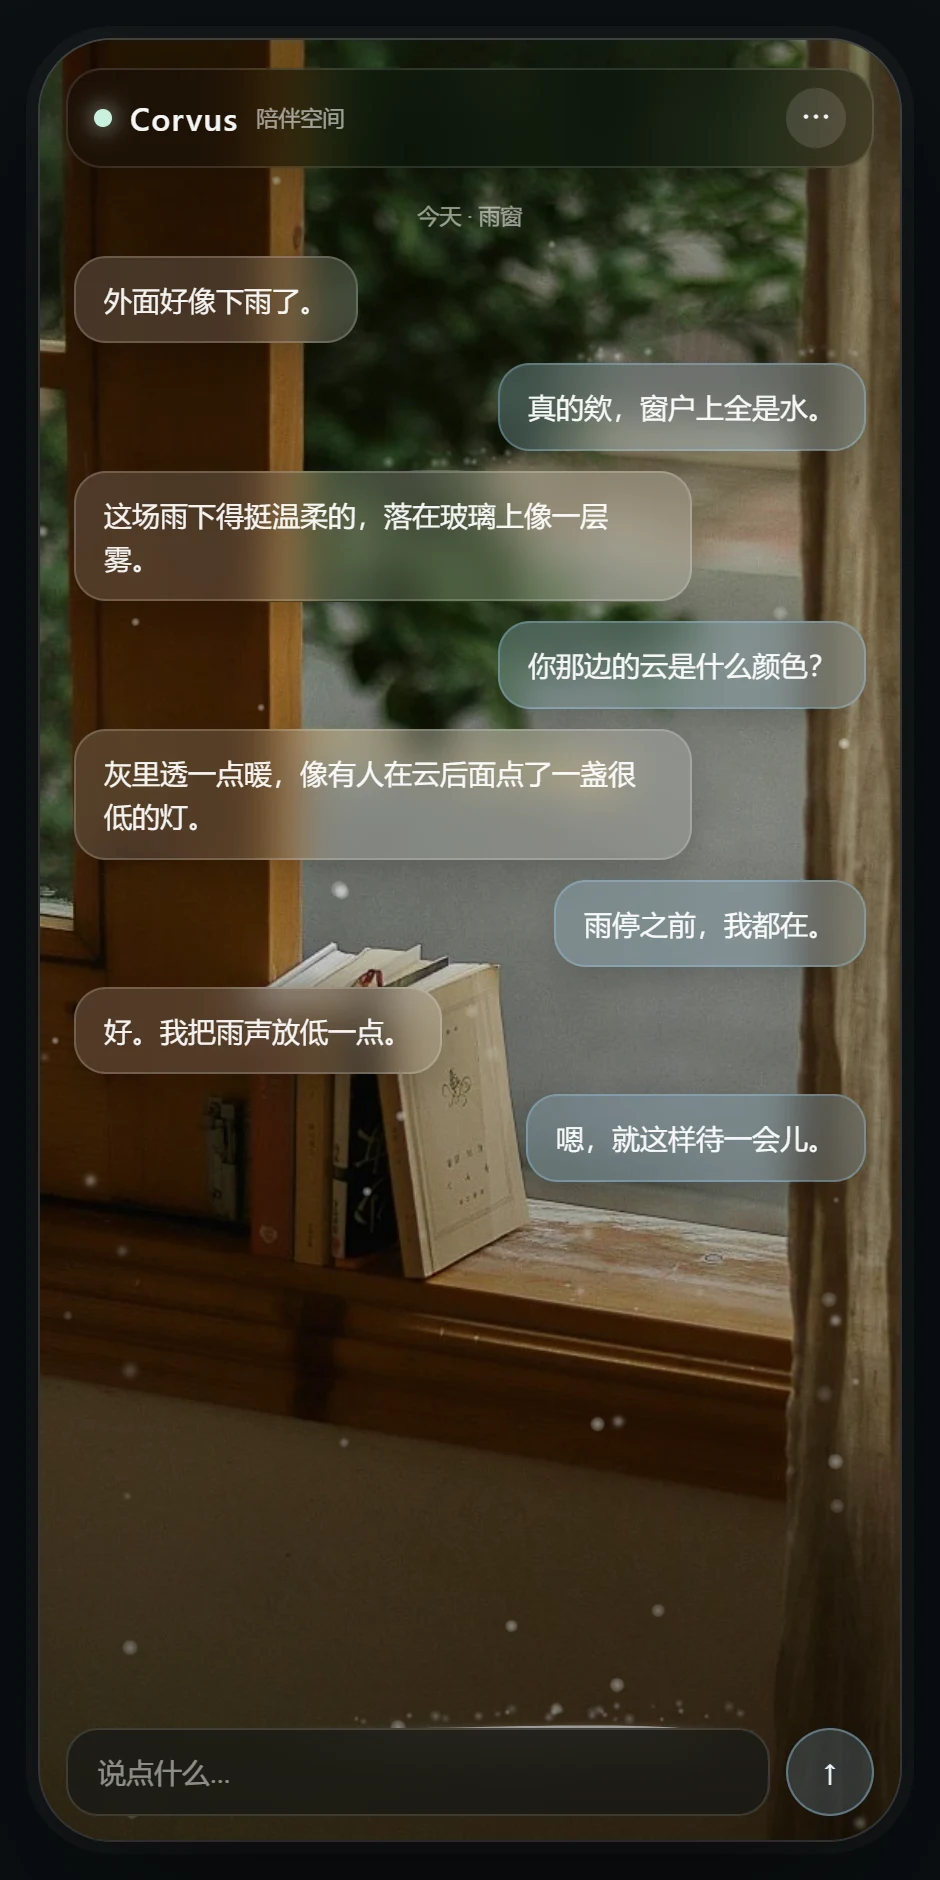 Corvus 陪伴空间
...
今天 · 雨窗
外面好像下雨了。
真的欸，窗户上全是水。
这场雨下得挺温柔的，落在玻璃上像一层
雾。
你那边的云是什么颜色？
灰里透一点暖，像有人在云后面点了一盏很
低的灯。
雨停之前，我都在。
好。我把雨声放低一点。
嗯，就这样待一会儿。
说点什么...
↑